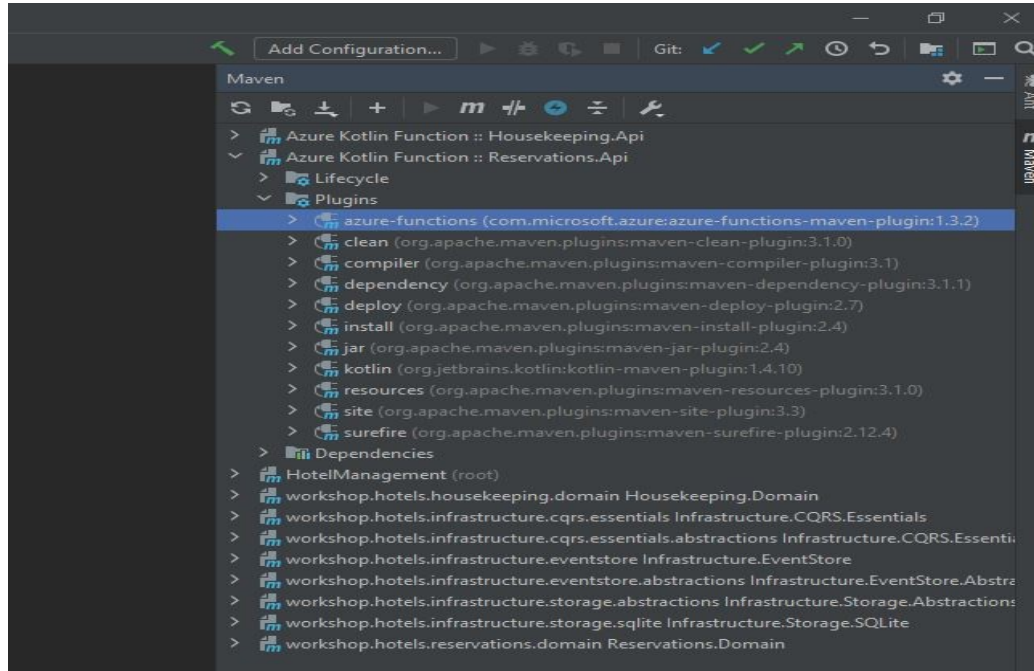 Add Configuration...
Git:
Maven
Azure Kotlin Function :: Housekeeping.Api
Azure Kotlin Function :: Reservations.Api
Lifecycle
Plugins
azure-functions (com.microsoft.azure:azure-functions-maven-plugin:1.3.2)
clean (org.apache.maven.plugins:maven-clean-plugin:3.1.0)
compiler (org.apache.maven.plugins:maven-compiler-plugin:3.1)
dependency (org.apache.maven.plugins:maven-dependency-plugin:3.1.1)
deploy (org.apache.maven.plugins:maven-deploy-plugin:2.7)
install (org.apache.maven.plugins:maven-install-plugin:2.4)
jar (org.apache.maven.plugins:maven-jar-plugin:2.4)
kotlin (org.jetbrains.kotlin:kotlin-maven-plugin:1.4.10)
resources (org.apache.maven.plugins:maven-resources-plugin:3.1.0)
site (org.apache.maven.plugins:maven-site-plugin:3.3)
surefire (org.apache.maven.plugins:maven-surefire-plugin:2.12.4)
Dependencies
HotelManagement (root)
workshop.hotels.housekeeping.domain Housekeeping.Domain
workshop.hotels.infrastructure.cqrs.essentials Infrastructure.CQRS.Essentials
workshop.hotels.infrastructure.cqrs.essentials.abstractions Infrastructure.CQRS.Essentia
workshop.hotels.infrastructure.eventstore Infrastructure.EventStore
workshop.hotels.infrastructure.eventstore.abstractions Infrastructure.EventStore.Abstra
workshop.hotels.infrastructure.storage.abstractions Infrastructure.Storage.Abstractions
workshop.hotels.infrastructure.storage.sqlite Infrastructure.Storage.SQLite
workshop.hotels.reservations.domain Reservations.Domain
Ant
Maven